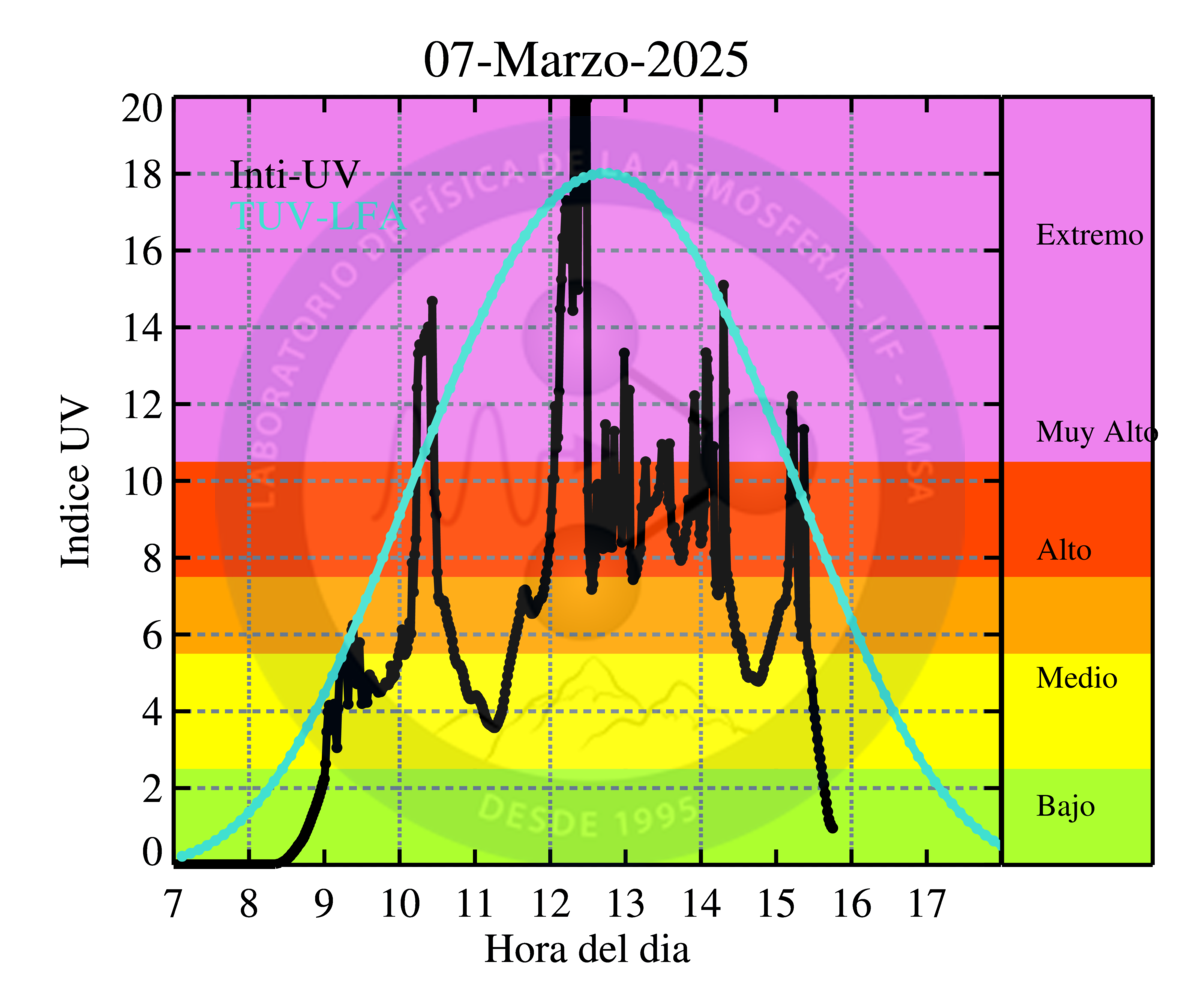 07-Marzo-2025
Inti-UV
TUV-LFA
Indice UV
20
18
16
14
12
10
8
6
4
2
0
7 8 9 10 11 12 13 14 15 16 17
Hora del dia
Extremo
Muy Alto
Alto
Medio
Bajo
LABORATORIO DE FÍSICA DE LA ATMÓSFERA - IIF - UMSA
DESDE 1995